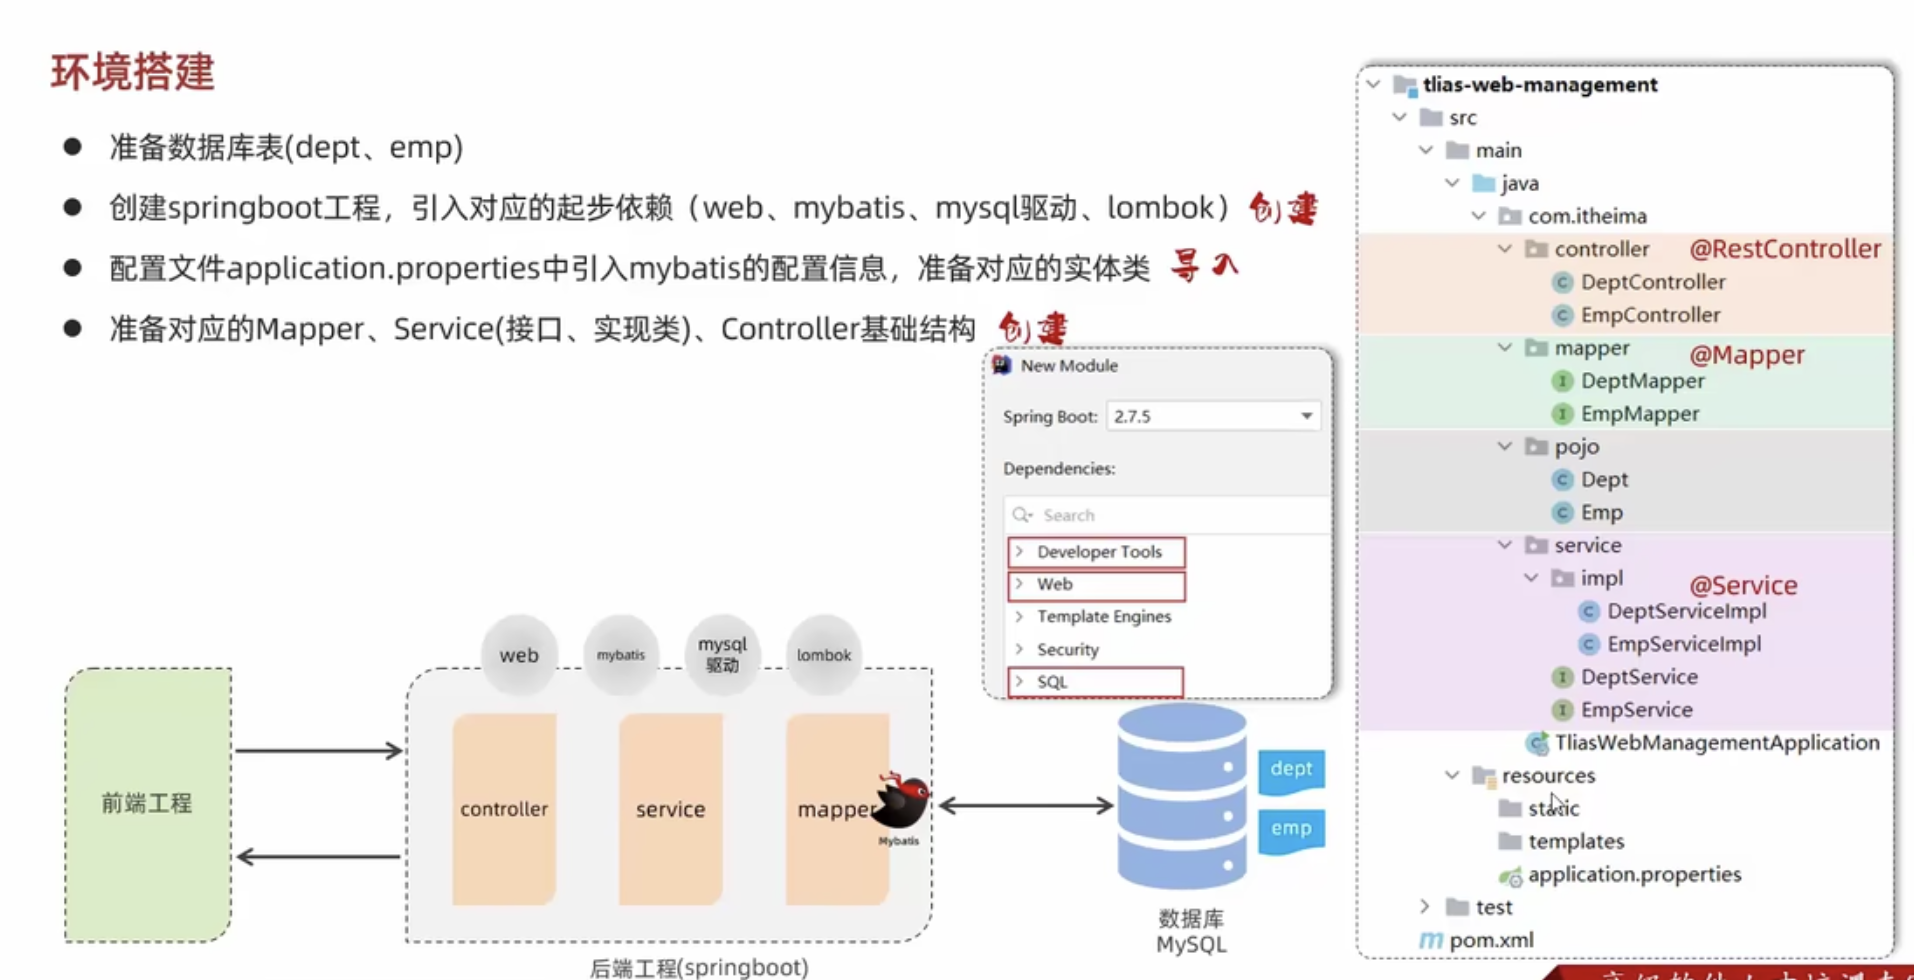 环境搭建
准备数据库表(dept、emp)
创建springboot工程，引入对应的起步依赖（web、mybatis、mysql驱动、lombok） 创建
配置文件application.properties中引入mybatis的配置信息，准备对应的实体类 导入
准备对应的Mapper、Service(接口、实现类)、Controller基础结构 创建
New Module
Spring Boot: 2.7.5
Dependencies:
Search
Developer Tools
Web
Template Engines
Security
SQL
前端工程
web
mybatis
mysql
驱动
lombok
controller
service
mapper
Mybatis
后端工程(springboot)
dept
emp
数据库
MySQL
tlias-web-management
src
main
java
com.itheima
controller @RestController
DeptController
EmpController
mapper @Mapper
DeptMapper
EmpMapper
pojo
Dept
Emp
service
impl @Service
DeptServiceImpl
EmpServiceImpl
DeptService
EmpService
TliasWebManagementApplication
resources
static
templates
application.properties
test
pom.xml